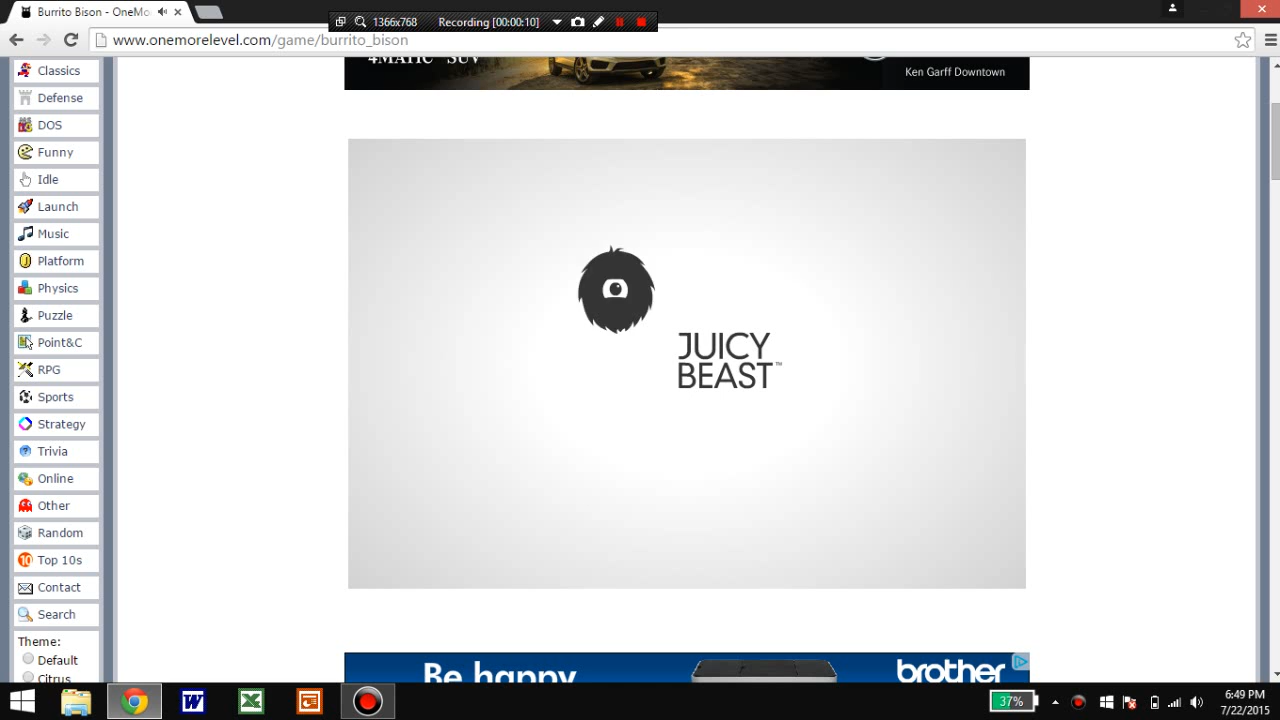 Burrito Bison - OneMo
1366x768
Recording [00:00:10]
www.onemorelevel.com/game/burrito_bison
4MATIC SUV
Ken Garff Downtown
Classics
Defense
DOS
Funny
Idle
Launch
Music
Platform
Physics
Puzzle
Point&C
RPG
Sports
Strategy
Trivia
Online
Other
Random
Top 10s
Contact
Search
Theme:
Default
Citrus
JUICY
BEAST™
Be happy
brother
37%
6:49 PM
7/22/2015